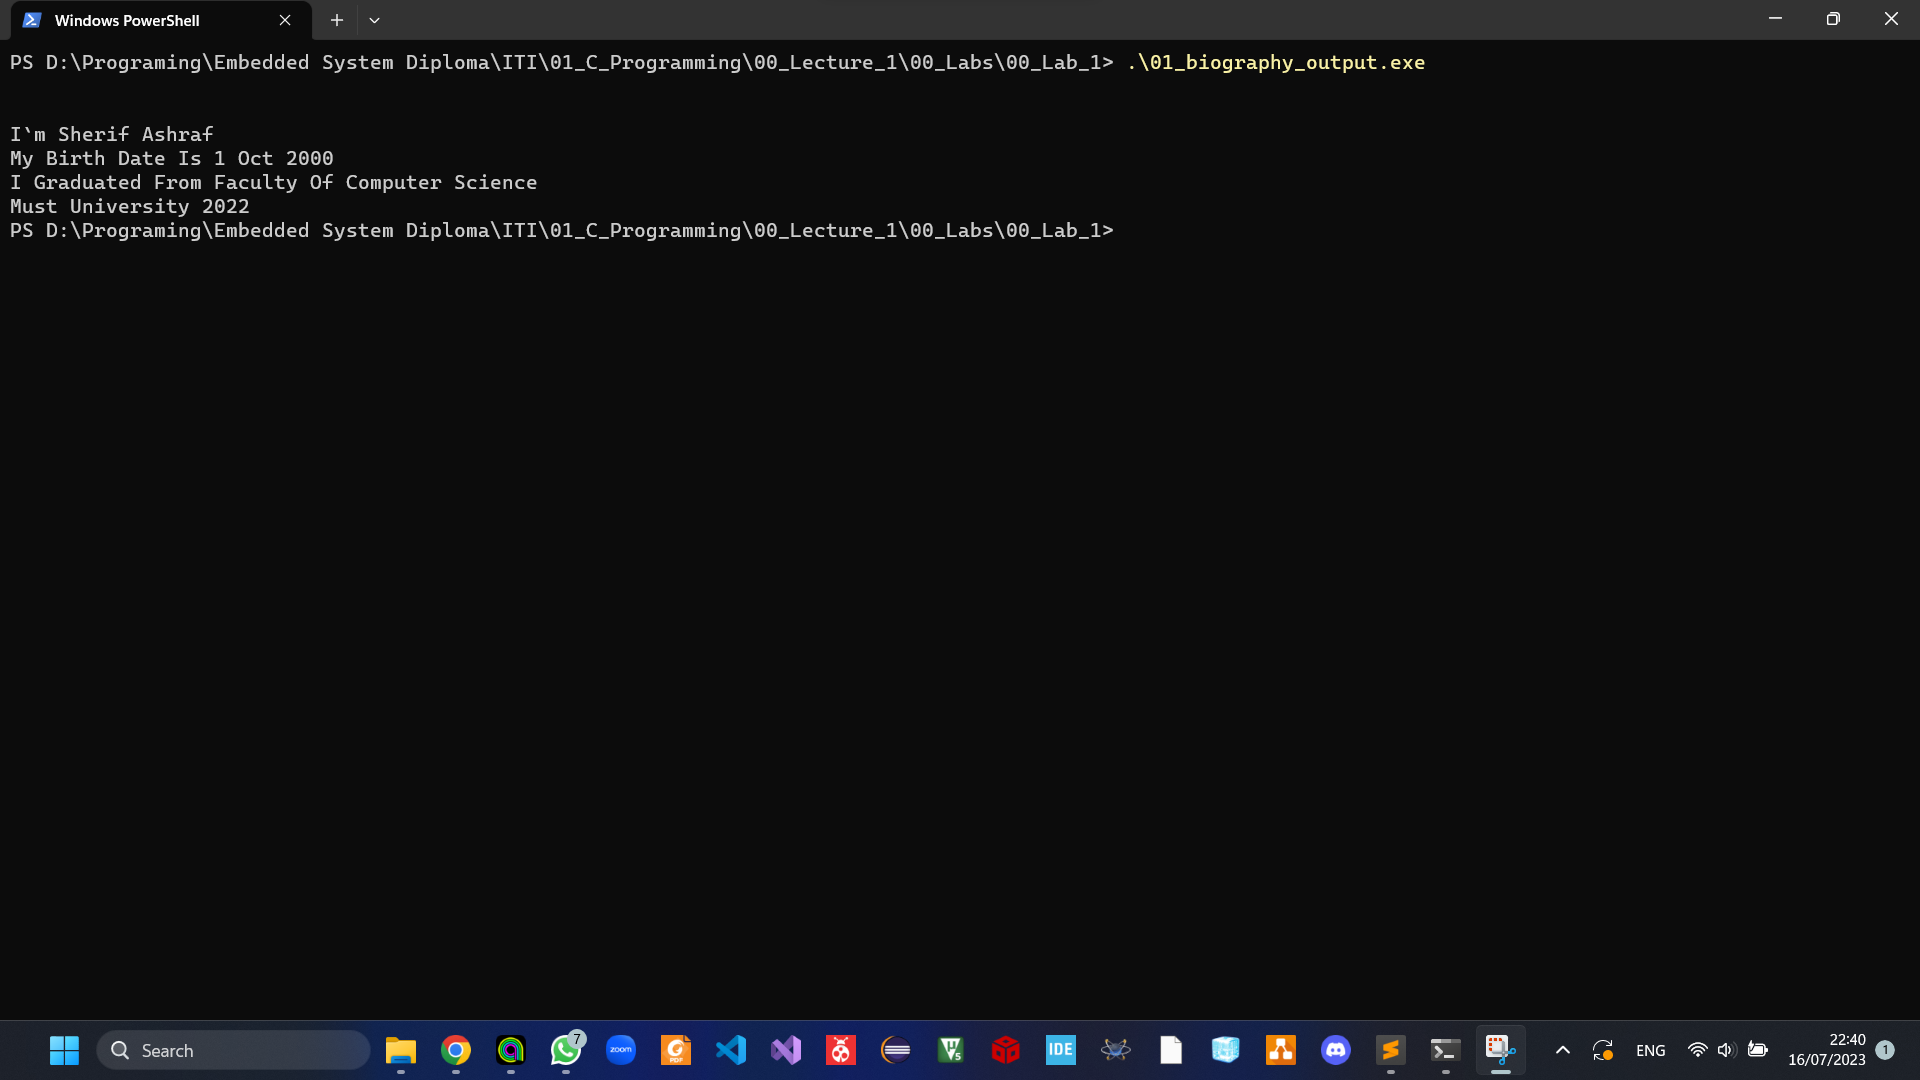 Windows PowerShell
PS D:\Programing\Embedded System Diploma\ITI\01_C_Programming\00_Lecture_1\00_Labs\00_Lab_1> .\01_biography_output.exe
I`m Sherif Ashraf
My Birth Date Is 1 Oct 2000
I Graduated From Faculty Of Computer Science
Must University 2022
PS D:\Programing\Embedded System Diploma\ITI\01_C_Programming\00_Lecture_1\00_Labs\00_Lab_1>
Search
7
zoom
PDF
V5
IDE
ENG
22:40
16/07/2023
1